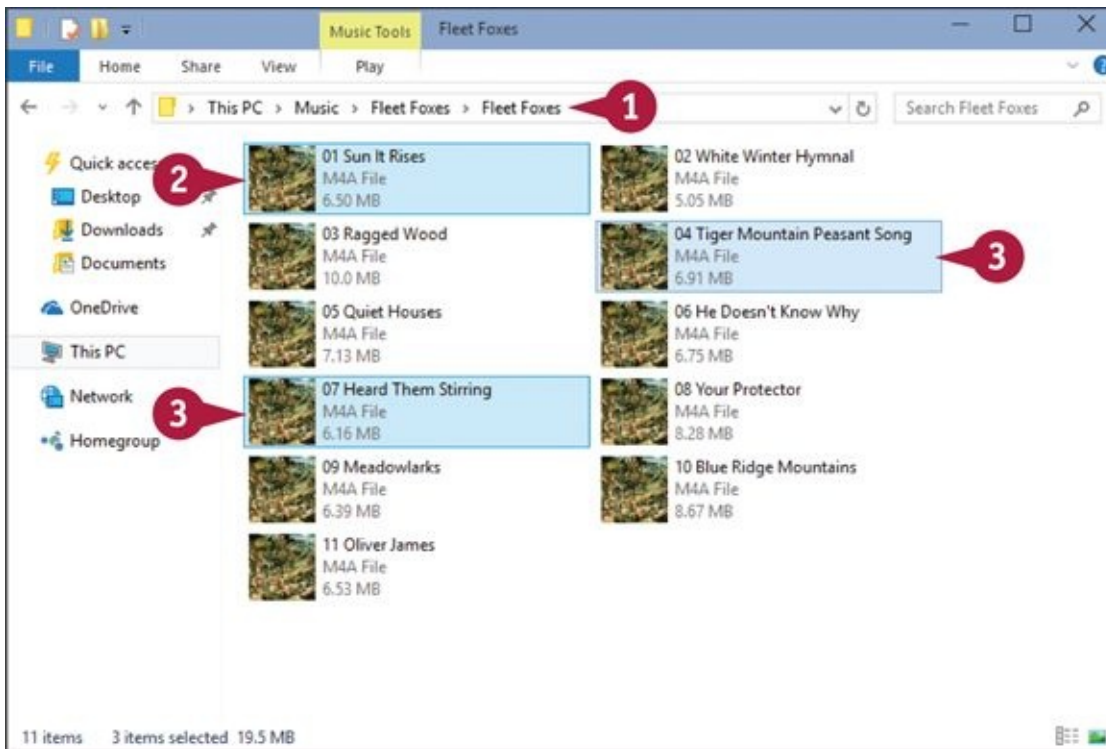 Music Tools Fleet Foxes
File Home Share View Play
This PC > Music > Fleet Foxes > Fleet Foxes
1
Search Fleet Foxes
Quick acces
Desktop
Downloads
Documents
OneDrive
This PC
Network
Homegroup
2
3
3
01 Sun It Rises
M4A File
6.50 MB
02 White Winter Hymnal
M4A File
5.05 MB
03 Ragged Wood
M4A File
10.0 MB
04 Tiger Mountain Peasant Song
M4A File
6.91 MB
05 Quiet Houses
M4A File
7.13 MB
06 He Doesn't Know Why
M4A File
6.75 MB
07 Heard Them Stirring
M4A File
6.16 MB
08 Your Protector
M4A File
8.28 MB
09 Meadowlarks
M4A File
6.39 MB
10 Blue Ridge Mountains
M4A File
8.67 MB
11 Oliver James
M4A File
6.53 MB
11 items 3 items selected 19.5 MB